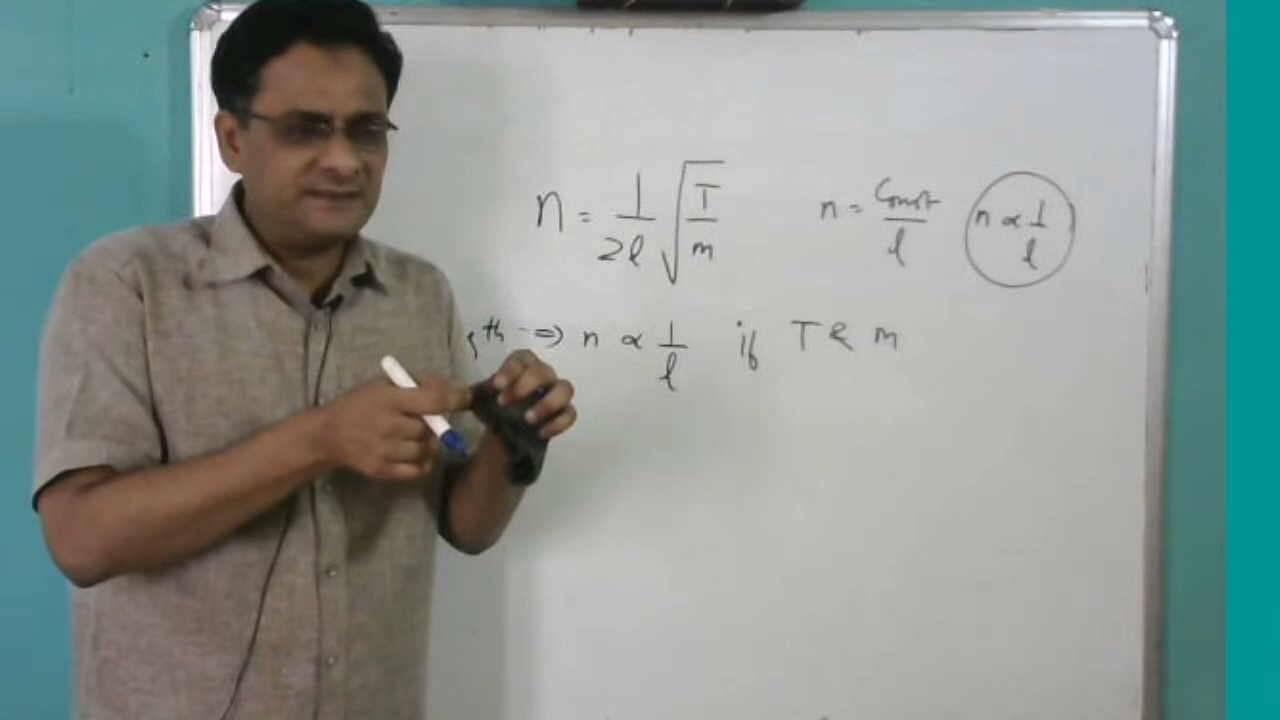 n = 1/2l √T/m n = Const/l n ∝ 1/l
th ⇒ n ∝ 1/l if T & m